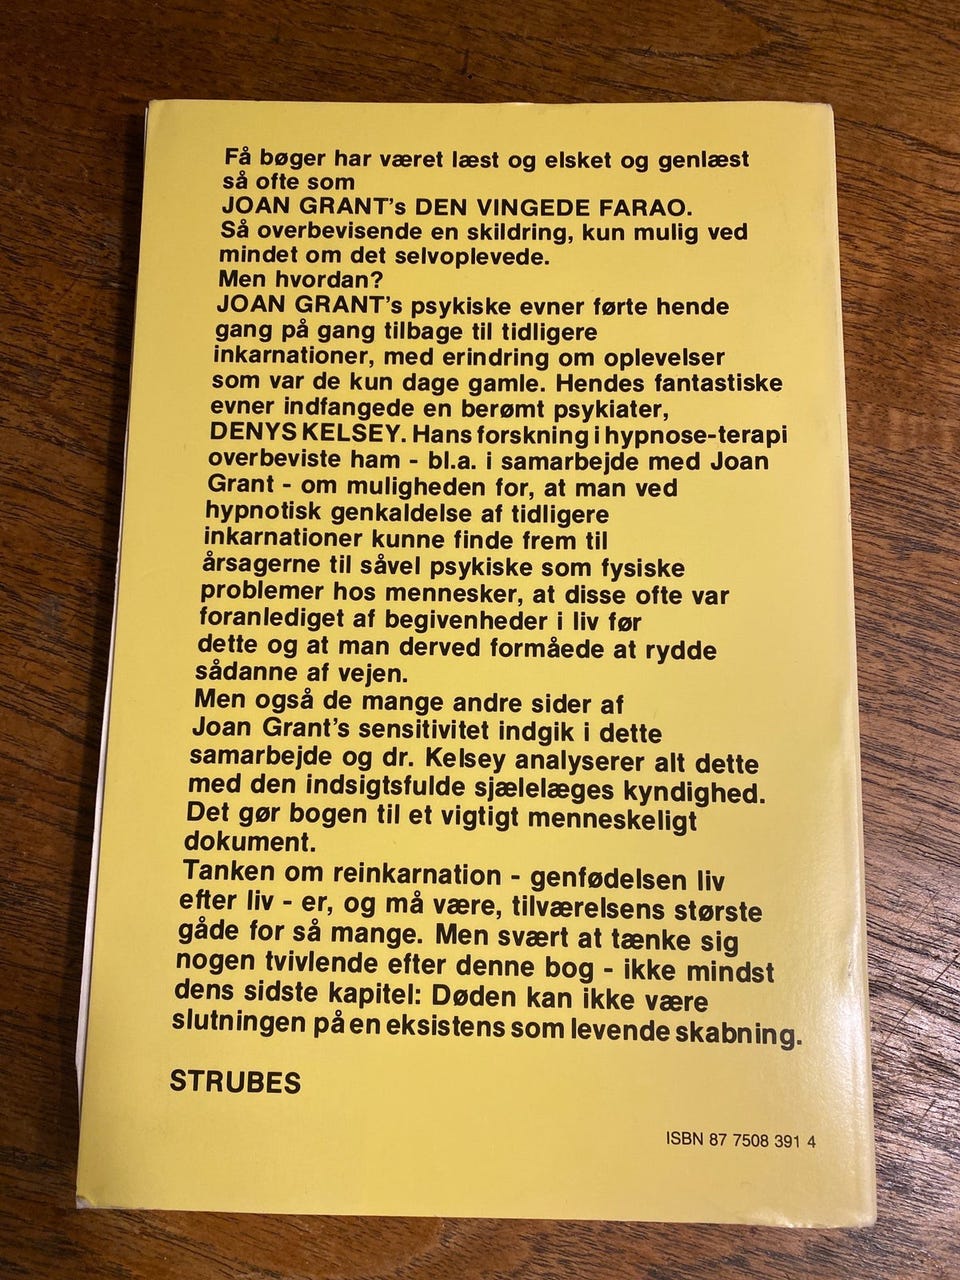 Få bøger har været læst og elsket og genlæst
så ofte som
JOAN GRANT's DEN VINGEDE FARAO.
Så overbevisende en skildring, kun mulig ved
mindet om det selvoplevede.
Men hvordan?
JOAN GRANT's psykiske evner førte hende
gang på gang tilbage til tidligere
inkarnationer, med erindring om oplevelser
som var de kun dage gamle. Hendes fantastiske
evner indfangede en berømt psykiater,
DENYS KELSEY. Hans forskning i hypnose-terapi
overbeviste ham - bl.a. i samarbejde med Joan
Grant - om muligheden for, at man ved
hypnotisk genkaldelse af tidligere
inkarnationer kunne finde frem til
årsagerne til såvel psykiske som fysiske
problemer hos mennesker, at disse ofte var
foranlediget af begivenheder i liv før
dette og at man derved formåede at rydde
sådanne af vejen.
Men også de mange andre sider af
Joan Grant's sensitivitet indgik i dette
samarbejde og dr. Kelsey analyserer alt dette
med den indsigtsfulde sjælelæges kyndighed.
Det gør bogen til et vigtigt menneskeligt
dokument.
Tanken om reinkarnation - genfødelsen liv
efter liv - er, og må være, tilværelsens største
gåde for så mange. Men svært at tænke sig
nogen tvivlende efter denne bog - ikke mindst
dens sidste kapitel: Døden kan ikke være
slutningen på en eksistens som levende skabning.
STRUBES
ISBN 87 7508 391 4